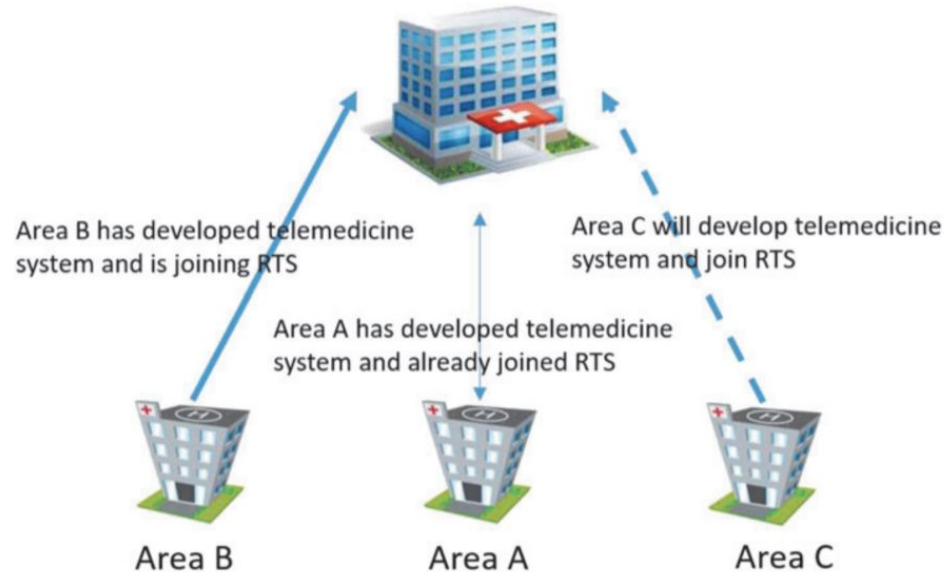 Area B has developed telemedicine
system and is joining RTS
Area C will develop telemedicine
system and join RTS
Area A has developed telemedicine
system and already joined RTS
H
H
H
Area B
Area A
Area C